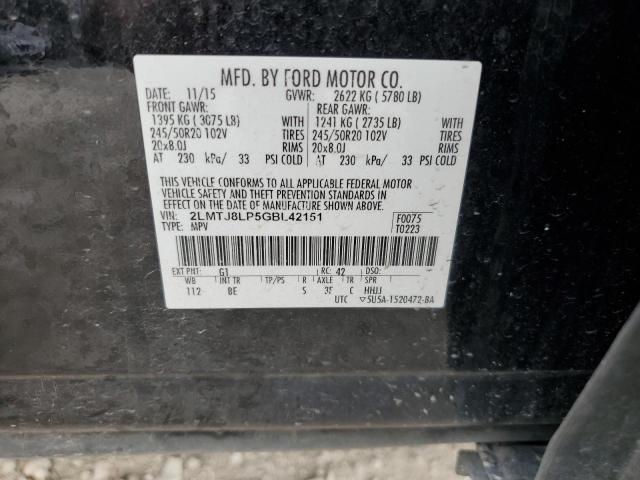 MFD. BY FORD MOTOR CO.
DATE: 11/15 GVWR: 2622 KG ( 5780 LB)
FRONT GAWR: REAR GAWR:
1395 KG ( 3075 LB) WITH 1241 KG ( 2735 LB) WITH
245/50R20 102V TIRES 245/50R20 102V TIRES
20x8.0J RIMS 20x8.0J RIMS
AT 230 kPa/ 33 PSI COLD AT 230 kPa/ 33 PSI COLD
THIS VEHICLE CONFORMS TO ALL APPLICABLE FEDERAL MOTOR
VEHICLE SAFETY AND THEFT PREVENTION STANDARDS IN
EFFECT ON THE DATE OF MANUFACTURE SHOWN ABOVE.
VIN: 2LMTJ8LP5GBL42151 F0075
TYPE: MPV T0223
EXT PNT: G1 RC: 42 DSO:
WB INT TR TP/PS R AXLE TR SPR
112 BE S 3F C HHJJ
UTC ▽5U5A-1520472-BA